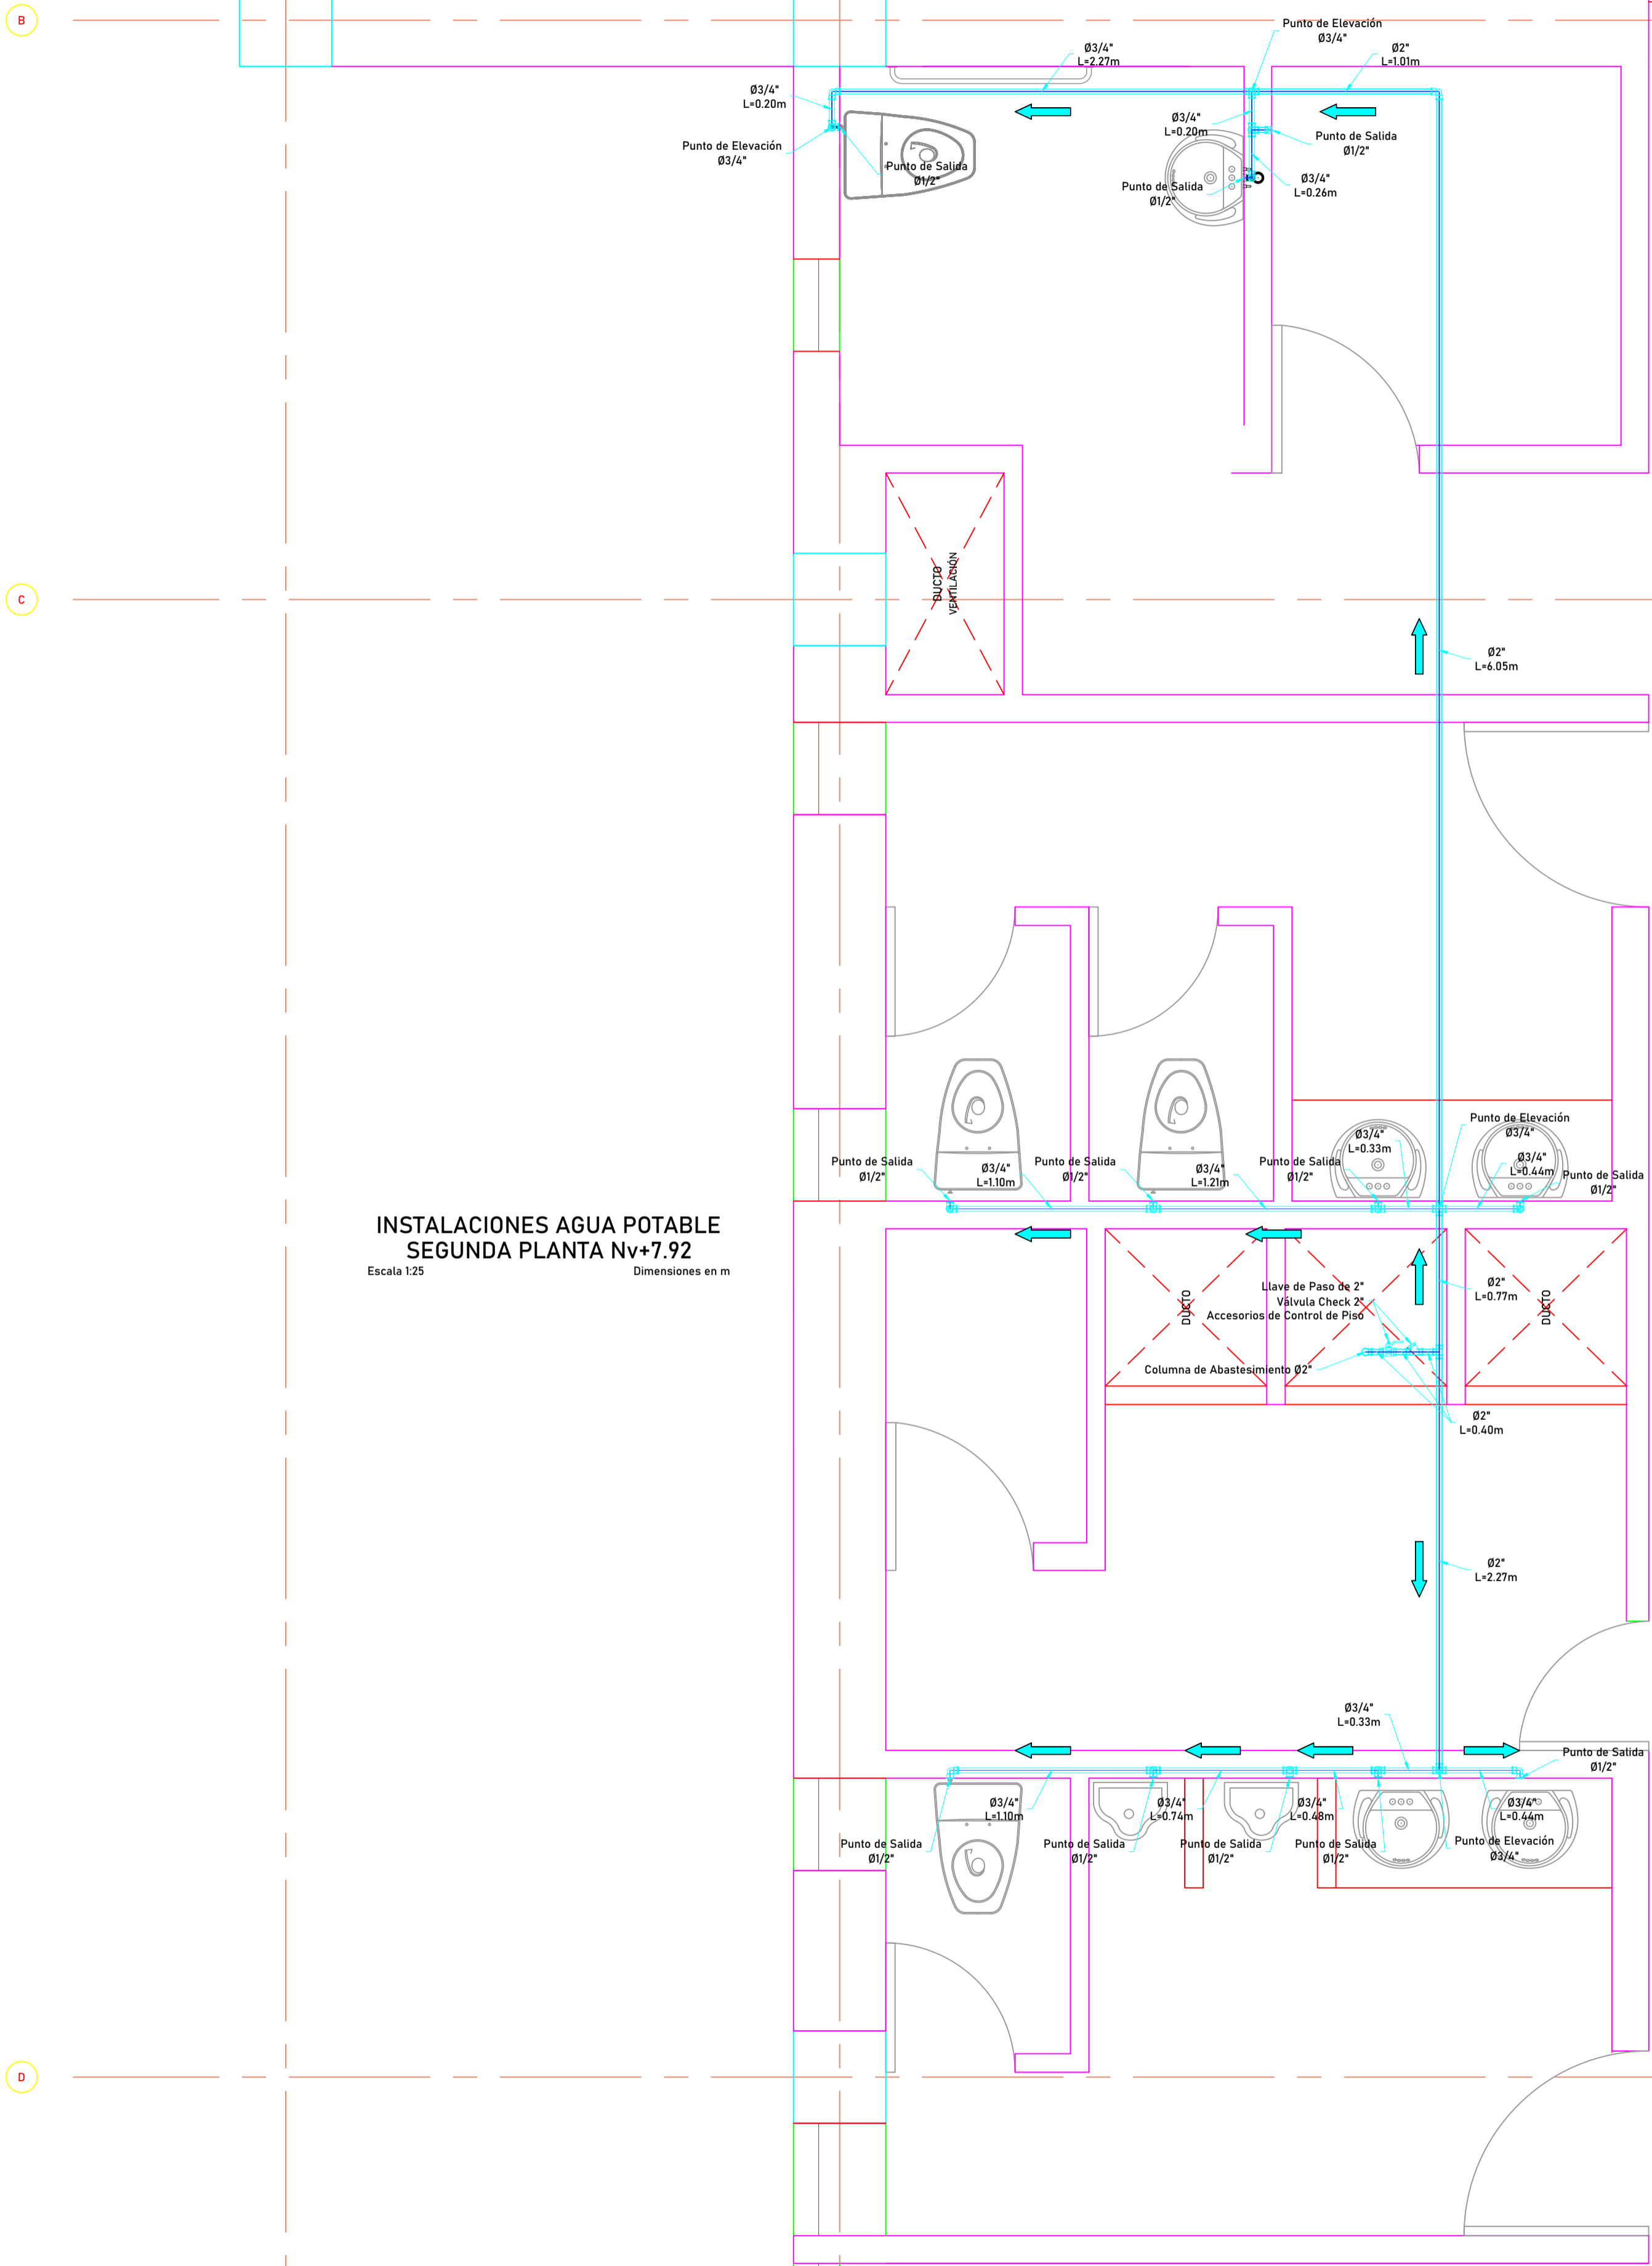 B
Punto de Elevación
Ø3/4"
Ø3/4"
L=2.27m
Ø2"
L=1.01m
Ø3/4"
L=0.20m
Ø3/4"
L=0.20m
Punto de Elevación
Ø3/4"
Punto de Salida
Ø1/2"
Punto de Salida
Ø1/2"
Punto de Salida
Ø1/2"
Ø3/4"
L=0.26m
C
DUCTO
VENTILACIÓN
Ø2"
L=6.05m
Punto de Elevación
Ø3/4"
Ø3/4"
L=0.33m
Punto de Salida
Ø1/2"
Ø3/4"
L=1.10m
Punto de Salida
Ø1/2"
Ø3/4"
L=1.21m
Punto de Salida
Ø1/2"
Ø3/4"
L=0.44m
Punto de Salida
Ø1/2"
INSTALACIONES AGUA POTABLE
SEGUNDA PLANTA Nv+7.92
Escala 1:25
Dimensiones en m
DUCTO
Llave de Paso de 2"
Válvula Check 2"
Accesorios de Control de Piso
Ø2"
L=0.77m
DUCTO
Columna de Abastesimiento Ø2"
Ø2"
L=0.40m
Ø2"
L=2.27m
Ø3/4"
L=0.33m
Punto de Salida
Ø1/2"
Ø3/4"
L=1.10m
Ø3/4"
L=0.74m
Ø3/4"
L=0.48m
Ø3/4"
L=0.44m
Punto de Salida
Ø1/2"
Punto de Salida
Ø1/2"
Punto de Salida
Ø1/2"
Punto de Salida
Ø1/2"
Punto de Elevación
Ø3/4"
D